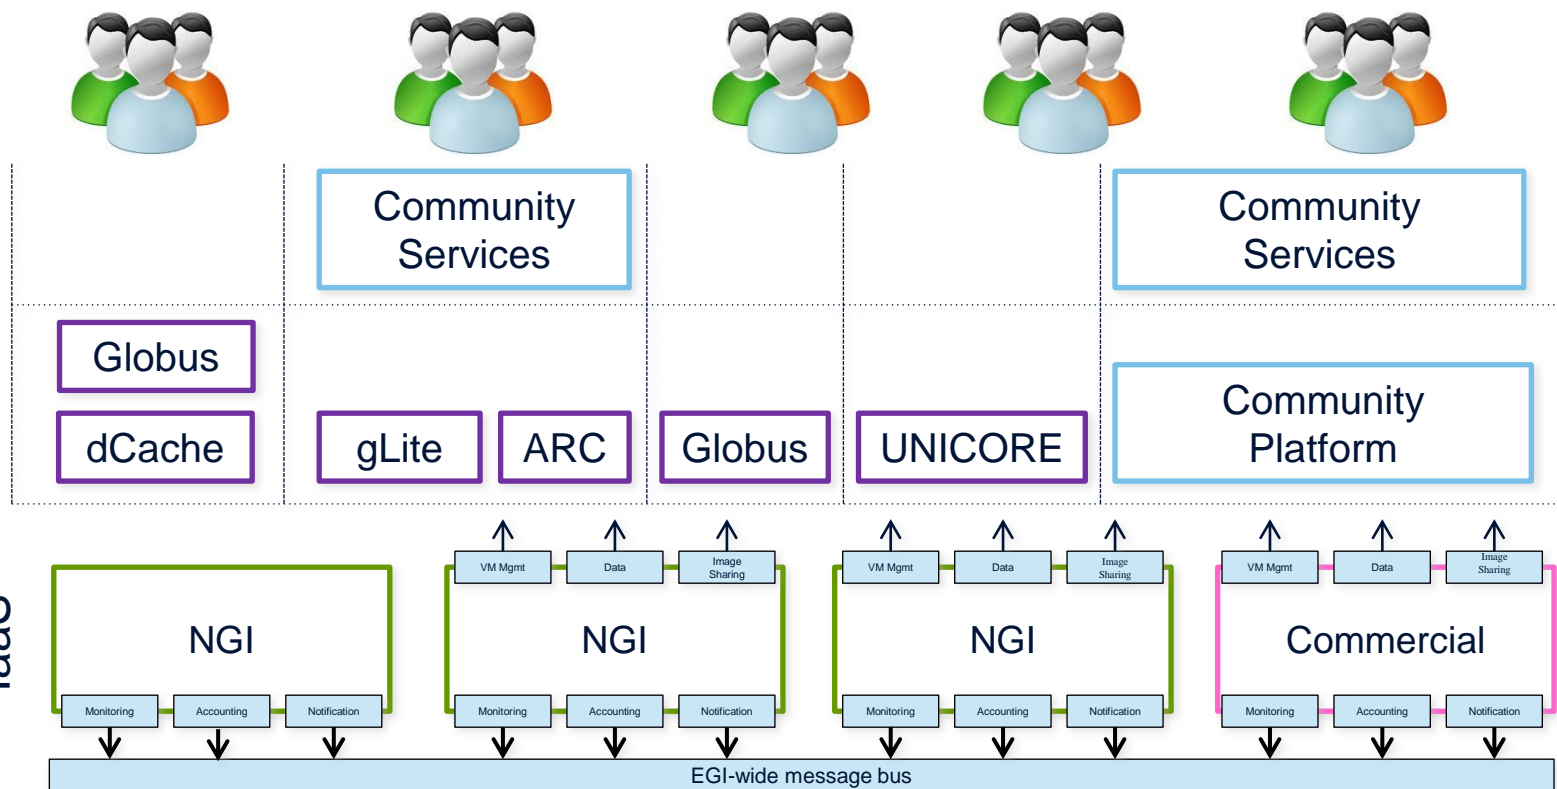 Community
Services
Community
Services
Globus
dCache
gLite
ARC
Globus
UNICORE
Community
Platform
VM Mgmt
Data
Image
Sharing
VM Mgmt
Data
Image
Sharing
VM Mgmt
Data
Image
Sharing
IaaS
NGI
NGI
NGI
Commercial
Monitoring
Accounting
Notification
Monitoring
Accounting
Notification
Monitoring
Accounting
Notification
Monitoring
Accounting
Notification
EGI-wide message bus